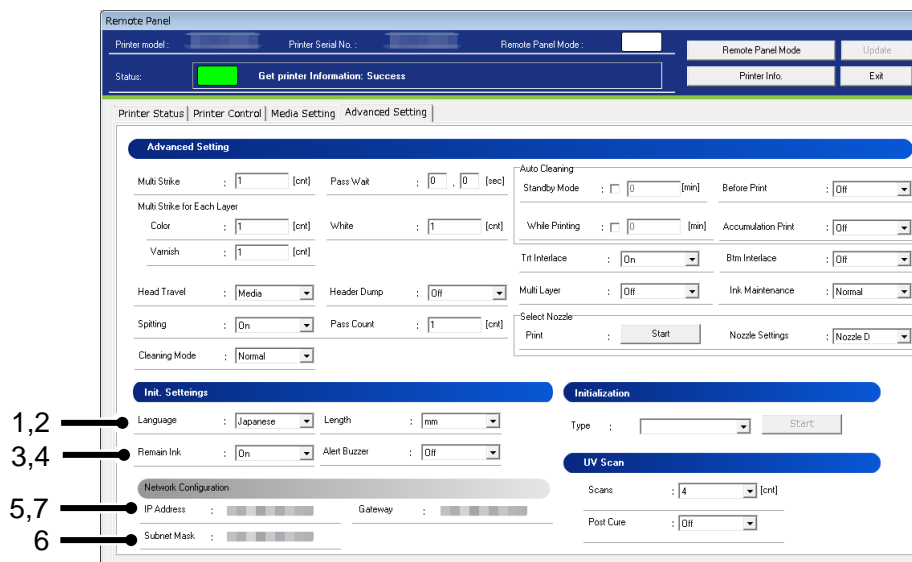 Remote Panel
Printer model : Printer Serial No. : Remote Panel Mode : Remote Panel Mode Update
Status: Get printer Information: Success Printer Info. Exit
Printer Status Printer Control Media Setting Advanced Setting
Advanced Setting
Auto Cleaning
Multi Strike : 1 [cnt] Pass Wait : 0 . 0 [sec] Standby Mode : 0 [min] Before Print : Off
Multi Strike for Each Layer
Color : 1 [cnt] White : 1 [cnt] While Printing : 0 [min] Accumulation Print : Off
Varnish : 1 [cnt] Trt Interlace : On Btm Interlace : Off
Head Travel : Media Header Dump : Off Multi Layer : Off Ink Maintenance : Normal
Select Nozzle
Spitting : On Pass Count : 1 [cnt] Print : Start Nozzle Settings : Nozzle D
Cleaning Mode : Normal
Init. Setteings Initialization
1,2 Language : Japanese Length : mm Type : Start
3,4 Remain Ink : On Alert Buzzer : Off UV Scan
Network Configuration Scans : 4 [cnt]
5,7 IP Address : Gateway :
Post Cure : Off
6 Subnet Mask :